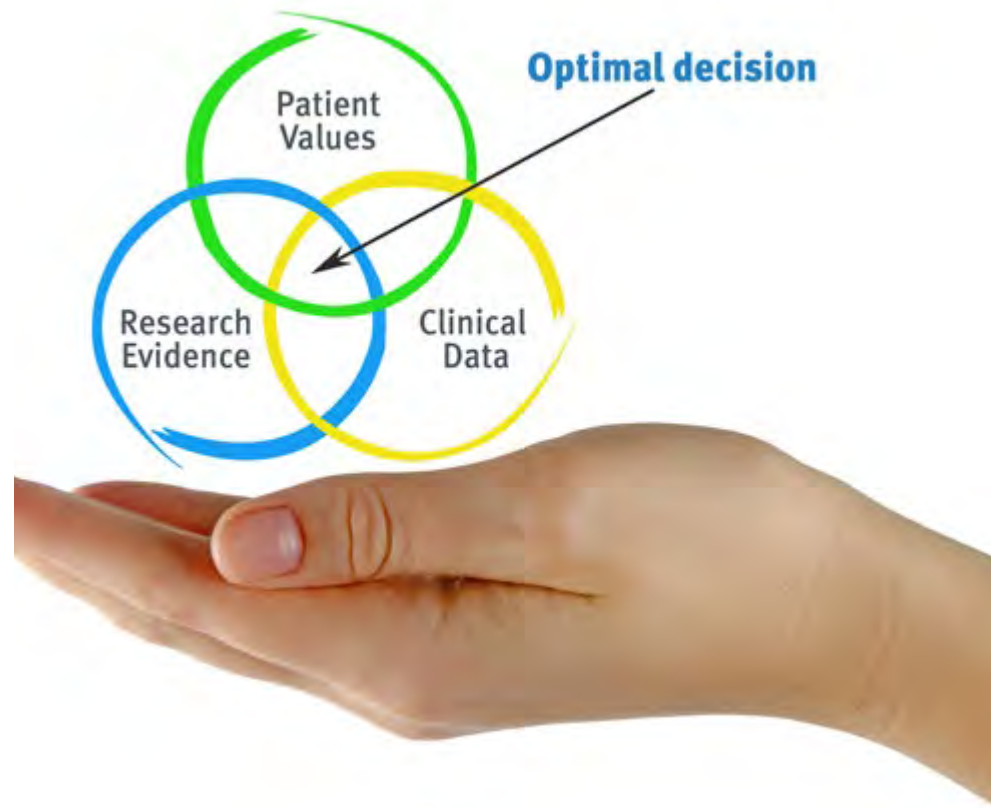 Optimal decision
Patient
Values
Research
Evidence
Clinical
Data